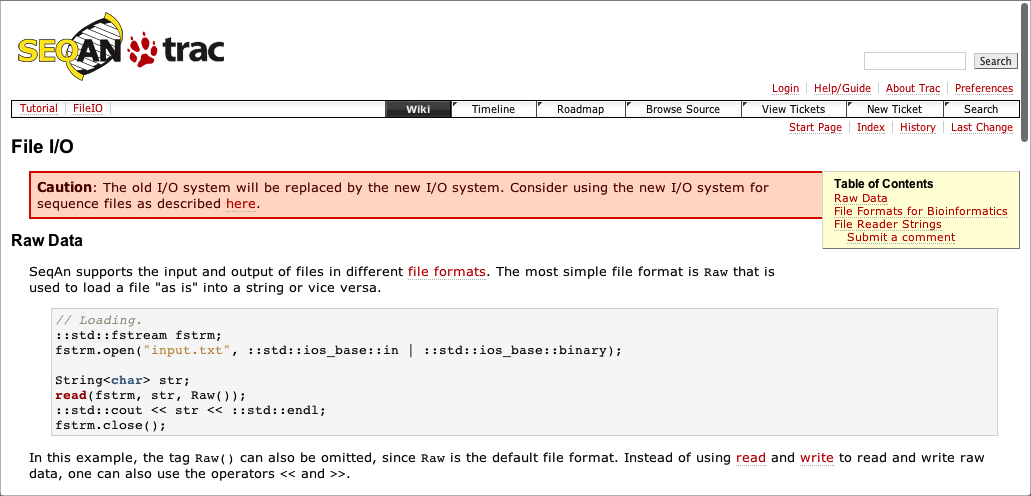 SEQAN trac
Search
Login Help/Guide About Trac Preferences
Tutorial FileIO Wiki Timeline Roadmap Browse Source View Tickets New Ticket Search
Start Page Index History Last Change
File I/O
Caution: The old I/O system will be replaced by the new I/O system. Consider using the new I/O system for
sequence files as described here.
Table of Contents
Raw Data
File Formats for Bioinformatics
File Reader Strings
Submit a comment
Raw Data
SeqAn supports the input and output of files in different file formats. The most simple file format is Raw that is
used to load a file "as is" into a string or vice versa.
// Loading.
::std::fstream fstrm;
fstrm.open("input.txt", ::std::ios_base::in | ::std::ios_base::binary);
String<char> str;
read(fstrm, str, Raw());
::std::cout << str << ::std::endl;
fstrm.close();
In this example, the tag Raw() can also be omitted, since Raw is the default file format. Instead of using read and write to read and write raw
data, one can also use the operators << and >>.